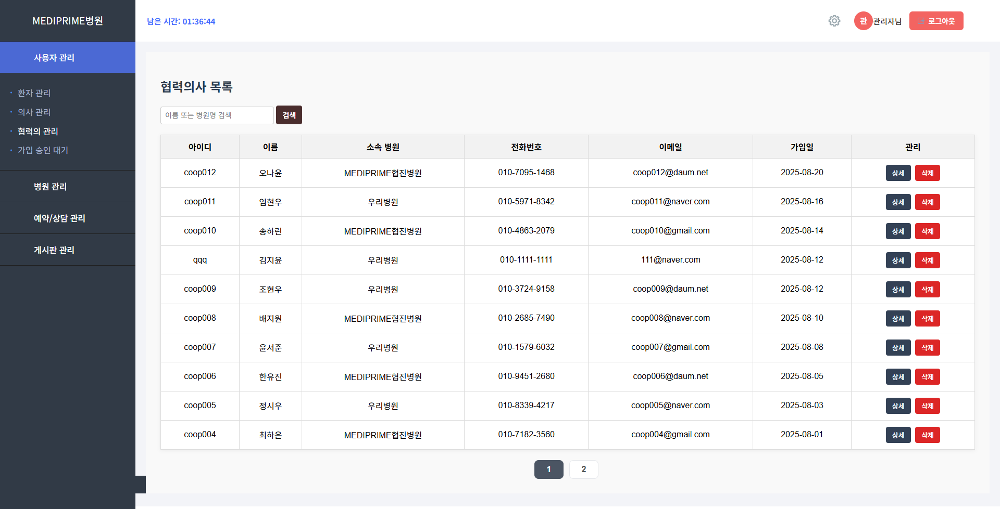 MEDIPRIME병원
남은 시간: 01:36:44
관
관리자님
로그아웃
사용자 관리
환자 관리
의사 관리
협력의 관리
가입 승인 대기
병원 관리
예약/상담 관리
게시판 관리
협력의사 목록
이름 또는 병원명 검색 검색
아이디 이름 소속 병원 전화번호 이메일 가입일 관리
coop012 오나윤 MEDIPRIME협진병원 010-7095-1468 coop012@daum.net 2025-08-20 상세 삭제
coop011 임현우 우리병원 010-5971-8342 coop011@naver.com 2025-08-16 상세 삭제
coop010 송하린 MEDIPRIME협진병원 010-4863-2079 coop010@gmail.com 2025-08-14 상세 삭제
qqq 김지윤 우리병원 010-1111-1111 111@naver.com 2025-08-12 상세 삭제
coop009 조현우 우리병원 010-3724-9158 coop009@daum.net 2025-08-12 상세 삭제
coop008 배지원 MEDIPRIME협진병원 010-2685-7490 coop008@naver.com 2025-08-10 상세 삭제
coop007 윤서준 우리병원 010-1579-6032 coop007@gmail.com 2025-08-08 상세 삭제
coop006 한유진 MEDIPRIME협진병원 010-9451-2680 coop006@daum.net 2025-08-05 상세 삭제
coop005 정시우 우리병원 010-8339-4217 coop005@naver.com 2025-08-03 상세 삭제
coop004 최하은 MEDIPRIME협진병원 010-7182-3560 coop004@gmail.com 2025-08-01 상세 삭제
1 2